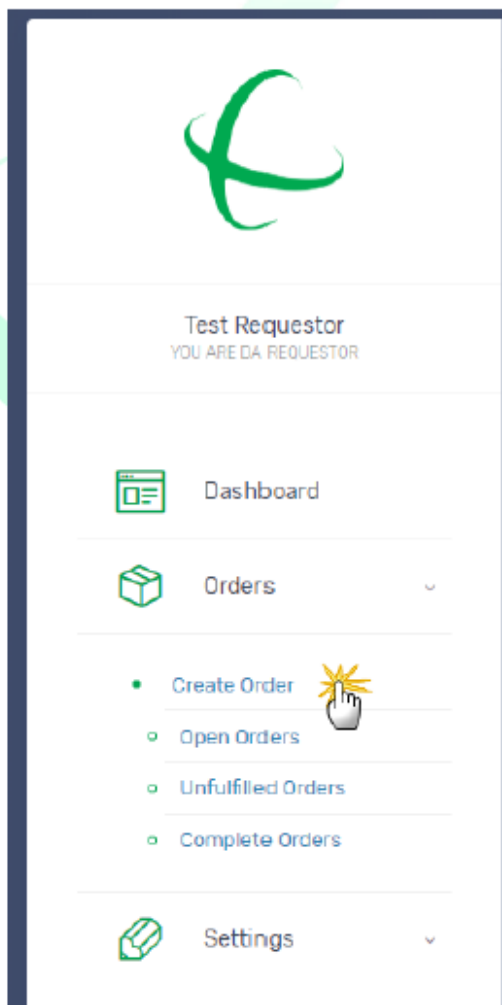 Test Requestor
YOU ARE DA REQUESTOR
Dashboard
Orders
Create Order
Open Orders
Unfulfilled Orders
Complete Orders
Settings